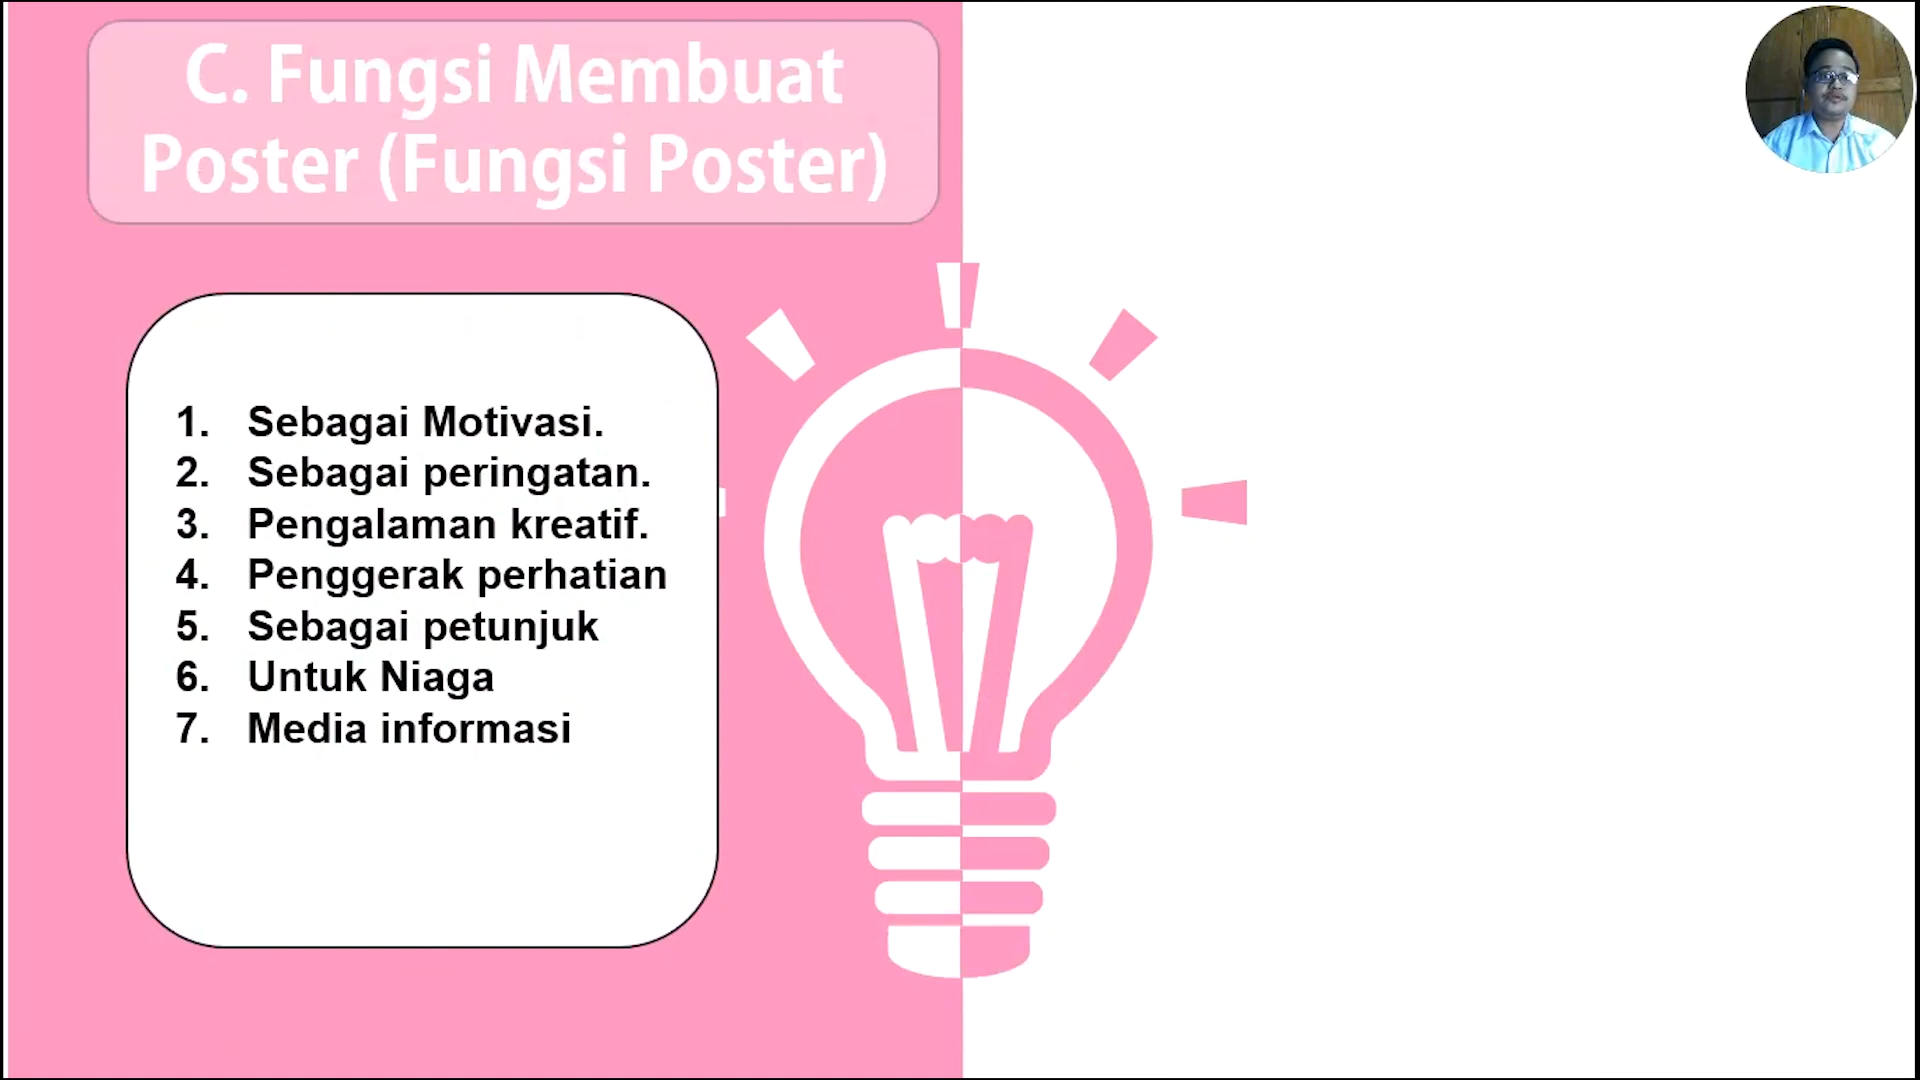 C. Fungsi Membuat
Poster (Fungsi Poster)
1. Sebagai Motivasi.
2. Sebagai peringatan.
3. Pengalaman kreatif.
4. Penggerak perhatian
5. Sebagai petunjuk
6. Untuk Niaga
7. Media informasi